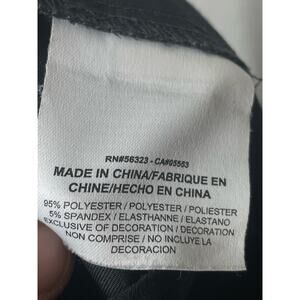 RN#56323 - CA#05553
MADE IN CHINA/FABRIQUE EN
CHINE/HECHO EN CHINA
95% POLYESTER / POLYESTER / POLIESTER
5% SPANDEX / ELASTHANNE / ELASTANO
EXCLUSIVE OF DECORATION / DECORATION
NON COMPRISE / NO INCLUYE LA
DECORACION